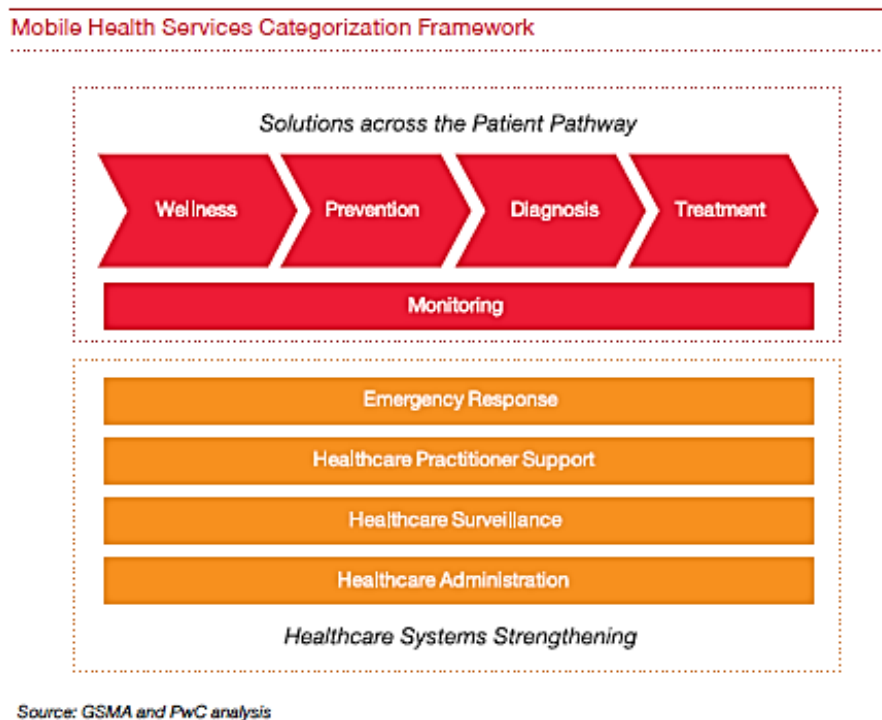 Mobile Health Services Categorization Framework
Solutions across the Patient Pathway
Wellness Prevention Diagnosis Treatment
Monitoring
Emergency Response
Healthcare Practitioner Support
Healthcare Surveillance
Healthcare Administration
Healthcare Systems Strengthening
Source: GSMA and PwC analysis